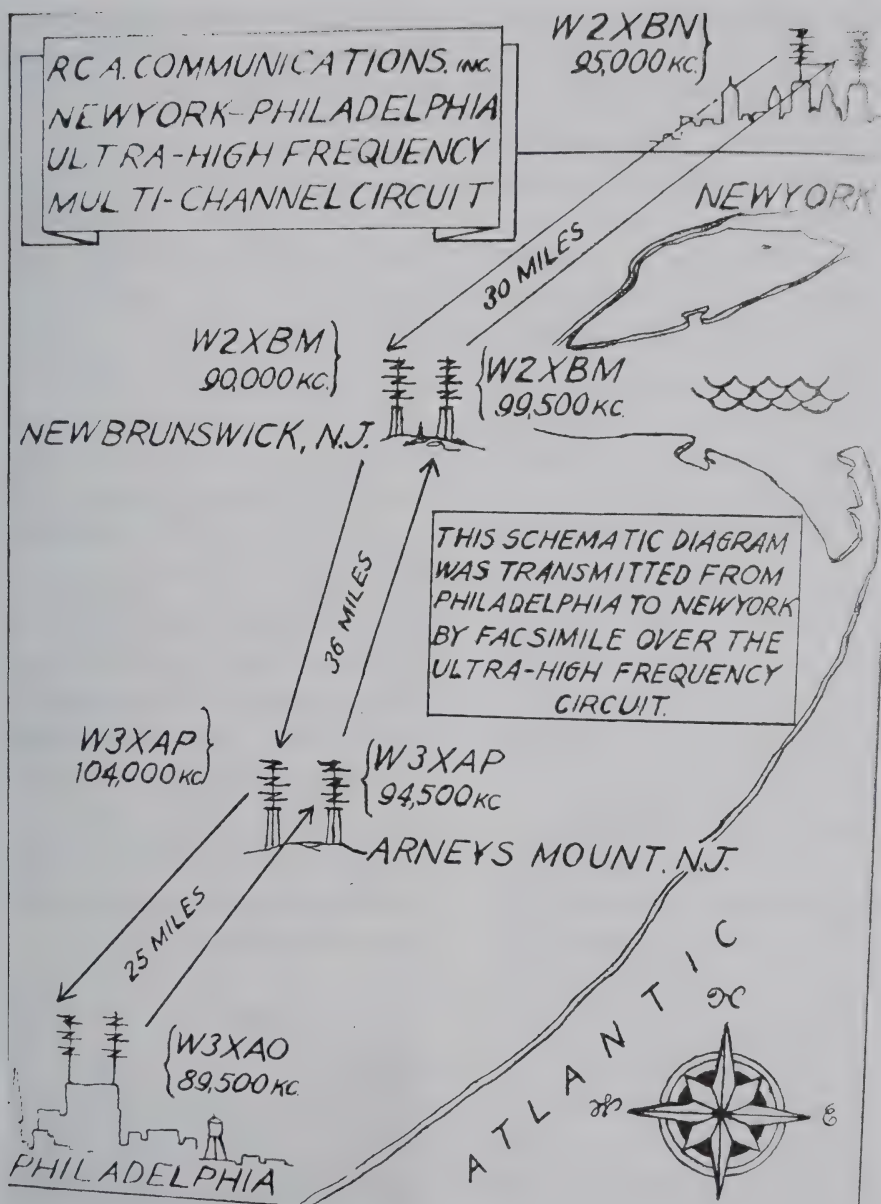 RCA. COMMUNICATIONS. INC.
NEWYORK-PHILADELPHIA
ULTRA-HIGH FREQUENCY
MULTI-CHANNEL CIRCUIT
W2XBN
95,000 KC.
NEWYORK
30 MILES
W2XBM
90,000 KC.
W2XBM
99,500 KC.
NEW BRUNSWICK, N.J.
36 MILES
THIS SCHEMATIC DIAGRAM
WAS TRANSMITTED FROM
PHILADELPHIA TO NEWYORK
BY FACSIMILE OVER THE
ULTRA-HIGH FREQUENCY
CIRCUIT.
W3XAP
104,000 KC
W3XAP
94,500 KC
ARNEYS MOUNT. N.J.
25 MILES
W3XAO
89,500 KC.
PHILADELPHIA
ATLANTIC
N
W
E